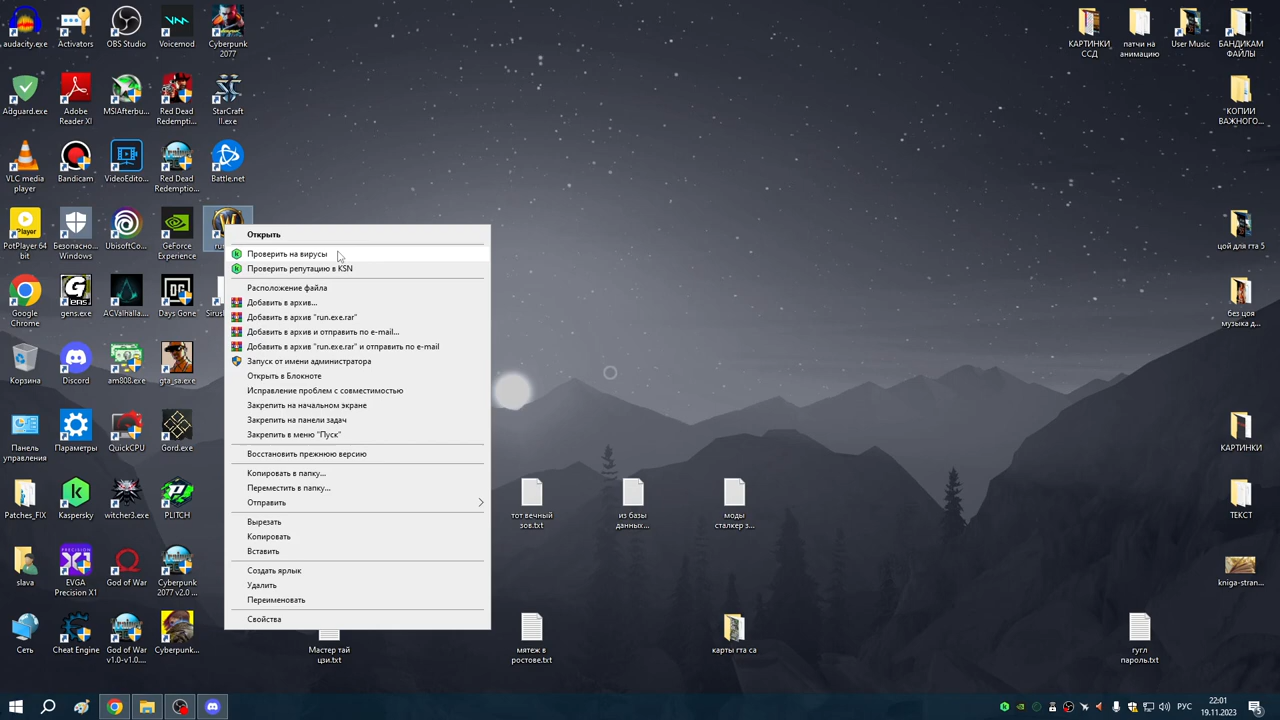 audacity.exe
Activators
OBS Studio
Voicemod
Cyberpunk
2077
КАРТИНКИ
ССД
патчи на
анимацию
User Music
БАНДИКАМ
ФАЙЛЫ
Adguard.exe
Adobe
Reader XI
MSIAfterbu...
Red Dead
Redempti...
StarCraft
II.exe
"КОПИИ
ВАЖНОГО...
VLC media
player
Bandicam
VideoEdito...
Red Dead
Redemptio...
Battle.net
PotPlayer 64
bit
Безопасно...
Windows...
UbisoftCo...
GeForce
Experience
цой для гта 5
Google
Chrome
gens.exe
ACValhalla....
Days Gone
без цоя
музыка д...
Корзина
Discord
am808.exe
gta_sa.exe
Панель
управления
Параметры
QuickCPU
Gord.exe
КАРТИНКИ
Patches_FIX
Kaspersky
witcher3.exe
PLITCH
тот вечный
зов.txt
из базы
данных...
моды
сталкер з...
ТЕКСТ
slava
EVGA
Precision X1
God of War
Cyberpunk
2077 v2.0 ...
kniga-stran...
Сеть
Cheat Engine
God of War
v1.0-v1.0....
Cyberpunk...
Мастер тай
цзи.txt
мятеж в
ростове.txt
карты гта са
гугл
пароль.txt
Открыть
Проверить на вирусы
Проверить репутацию в KSN
Расположение файла
Добавить в архив...
Добавить в архив "run.exe.rar"
Добавить в архив и отправить по e-mail...
Добавить в архив "run.exe.rar" и отправить по e-mail
Запуск от имени администратора
Открыть в Блокноте
Исправление проблем с совместимостью
Закрепить на начальном экране
Закрепить на панели задач
Закрепить в меню "Пуск"
Восстановить прежнюю версию
Копировать в папку...
Переместить в папку...
Отправить
Вырезать
Копировать
Вставить
Создать ярлык
Удалить
Переименовать
Свойства
РУС
22:01
19.11.2023
5